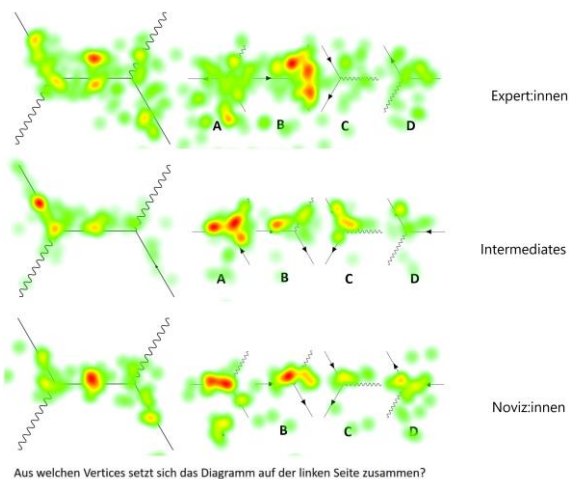 A B C D
Expert:innen
A B C D
Intermediates
B C D
Noviz:innen
Aus welchen Vertices setzt sich das Diagramm auf der linken Seite zusammen?